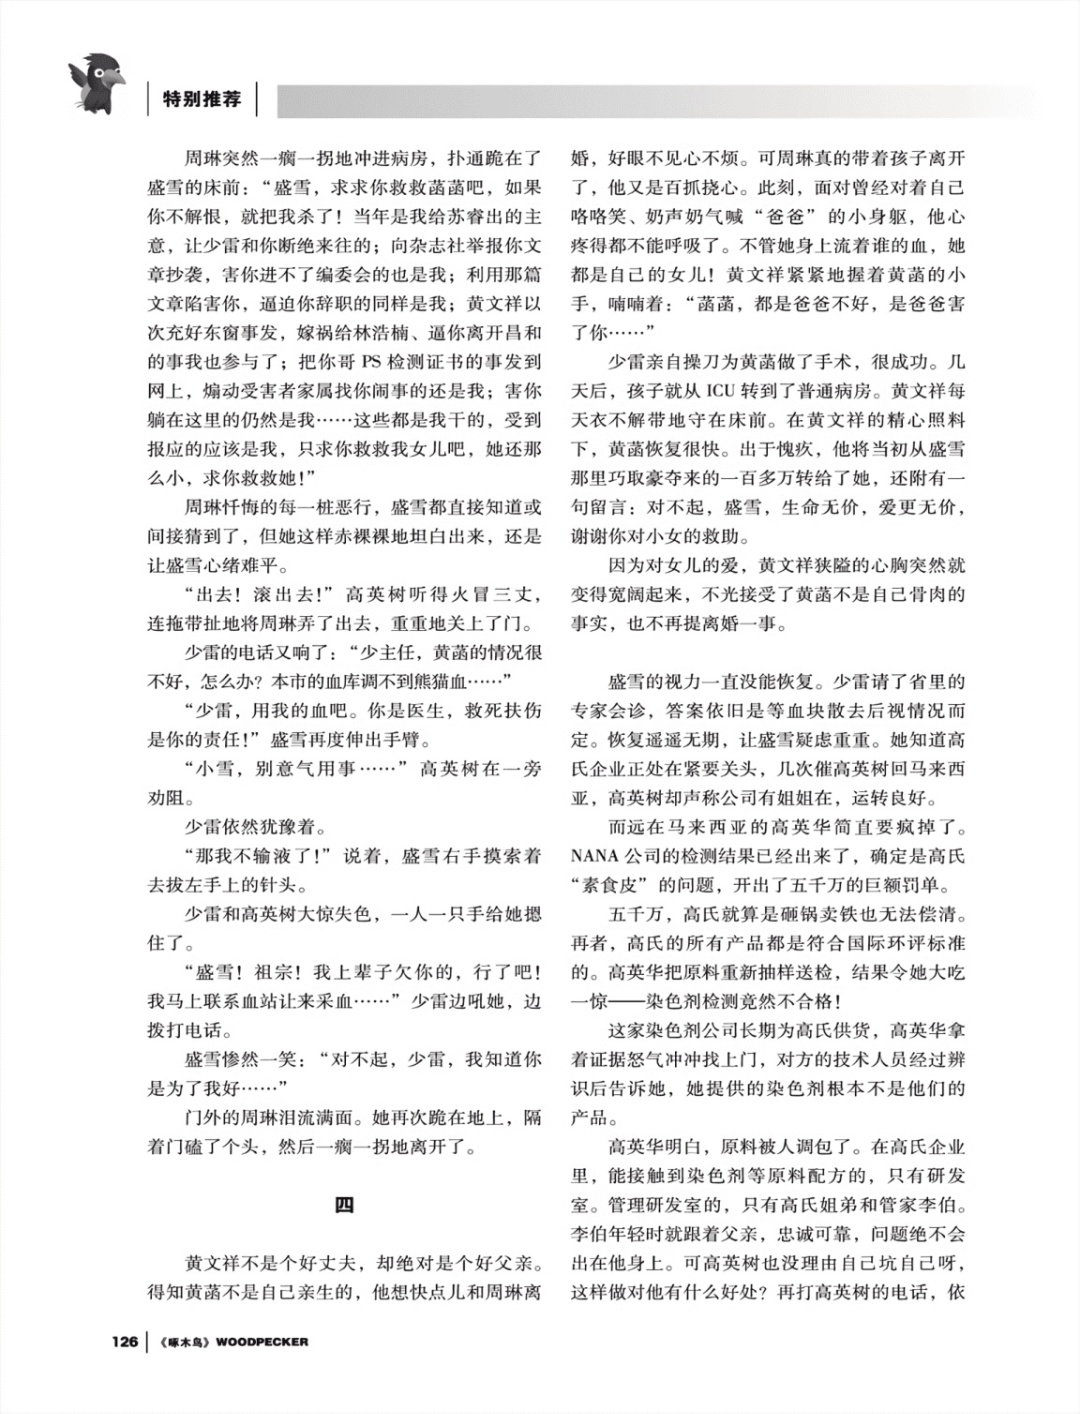 特别推荐
周琳突然一瘸一拐地冲进病房，扑通跪在了
盛雪的床前：“盛雪，求求你救救菡菡吧，如果
你不解恨，就把我杀了！当年是我给苏睿出的主
意，让少雷和你断绝来往的；向杂志社举报你文
章抄袭，害你进不了编委会的也是我；利用那篇
文章陷害你，逼迫你辞职的同样是我；黄文祥以
次充好东窗事发，嫁祸给林浩楠、逼你离开昌和
的事我也参与了；把你哥 PS 检测证书的事发到
网上，煽动受害者家属找你闹事的还是我；害你
躺在这里的仍然是我……这些都是我干的，受到
报应的应该是我，只求你救救我女儿吧，她还那
么小，求你救救她！”
周琳忏悔的每一桩恶行，盛雪都直接知道或
间接猜到了，但她这样赤裸裸地坦白出来，还是
让盛雪心绪难平。
“出去！滚出去！”高英树听得火冒三丈，
连拖带扯地将周琳弄了出去，重重地关上了门。
少雷的电话又响了：“少主任，黄菡的情况很
不好，怎么办？本市的血库调不到熊猫血……”
“少雷，用我的血吧。你是医生，救死扶伤
是你的责任！”盛雪再度伸出手臂。
“小雪，别意气用事……”高英树在一旁
劝阻。
少雷依然犹豫着。
“那我不输液了！”说着，盛雪右手摸索着
去拔左手上的针头。
少雷和高英树大惊失色，一人一只手给她摁
住了。
“盛雪！祖宗！我上辈子欠你的，行了吧！
我马上联系血站让来采血……”少雷边吼她，边
拨打电话。
盛雪惨然一笑：“对不起，少雷，我知道你
是为了我好……”
门外的周琳泪流满面。她再次跪在地上，隔
着门磕了个头，然后一瘸一拐地离开了。
四
黄文祥不是个好丈夫，却绝对是个好父亲。
得知黄菡不是自己亲生的，他想快点儿和周琳离
婚，好眼不见心不烦。可周琳真的带着孩子离开
了，他又是百抓挠心。此刻，面对曾经对着自己
咯咯笑、奶声奶气喊“爸爸”的小身躯，他心
疼得都不能呼吸了。不管她身上流着谁的血，她
都是自己的女儿！黄文祥紧紧地握着黄菡的小
手，喃喃着：“菡菡，都是爸爸不好，是爸爸害
了你……”
少雷亲自操刀为黄菡做了手术，很成功。几
天后，孩子就从 ICU 转到了普通病房。黄文祥每
天衣不解带地守在床前。在黄文祥的精心照料
下，黄菡恢复很快。出于愧疚，他将当初从盛雪
那里巧取豪夺来的一百多万转给了她，还附有一
句留言：对不起，盛雪，生命无价，爱更无价，
谢谢你对小女的救助。
因为对女儿的爱，黄文祥狭隘的心胸突然就
变得宽阔起来，不光接受了黄菡不是自己骨肉的
事实，也不再提离婚一事。
盛雪的视力一直没能恢复。少雷请了省里的
专家会诊，答案依旧是等血块散去后视情况而
定。恢复遥遥无期，让盛雪疑虑重重。她知道高
氏企业正处在紧要关头，几次催高英树回马来西
亚，高英树却声称公司有姐姐在，运转良好。
而远在马来西亚的高英华简直要疯掉了。
NANA 公司的检测结果已经出来了，确定是高氏
“素食皮”的问题，开出了五千万的巨额罚单。
五千万，高氏就算是砸锅卖铁也无法偿清。
再者，高氏的所有产品都是符合国际环评标准
的。高英华把原料重新抽样送检，结果令她大吃
一惊——染色剂检测竟然不合格！
这家染色剂公司长期为高氏供货，高英华拿
着证据怒气冲冲找上门，对方的技术人员经过辨
识后告诉她，她提供的染色剂根本不是他们的
产品。
高英华明白，原料被人调包了。在高氏企业
里，能接触到染色剂等原料配方的，只有研发
室。管理研发室的，只有高氏姐弟和管家李伯。
李伯年轻时就跟着父亲，忠诚可靠，问题绝不会
出在他身上。可高英树也没理由自己坑自己呀，
这样做对他有什么好处？再打高英树的电话，依
126 《啄木鸟》WOODPECKER